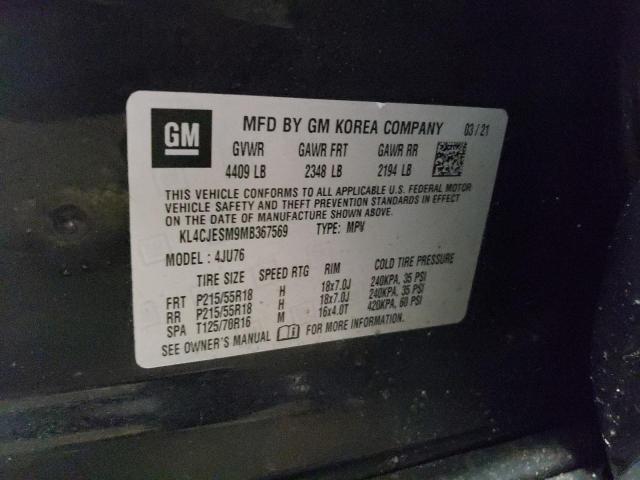 GM
MFD BY GM KOREA COMPANY 03/21
GVWR GAWR FRT GAWR RR
4409 LB 2348 LB 2194 LB
THIS VEHICLE CONFORMS TO ALL APPLICABLE U.S. FEDERAL MOTOR
VEHICLE SAFETY AND THEFT PREVENTION STANDARDS IN EFFECT
ON THE DATE OF MANUFACTURE SHOWN ABOVE.
KL4CJESM9MB367569 TYPE: MPV
MODEL: 4JU76
TIRE SIZE SPEED RTG RIM COLD TIRE PRESSURE
FRT P215/55R18 H 18x7.0J 240KPA, 35 PSI
RR P215/55R18 H 18x7.0J 240KPA, 35 PSI
SPA T125/70R16 M 16x4.0T 420KPA, 60 PSI
SEE OWNER'S MANUAL FOR MORE INFORMATION.